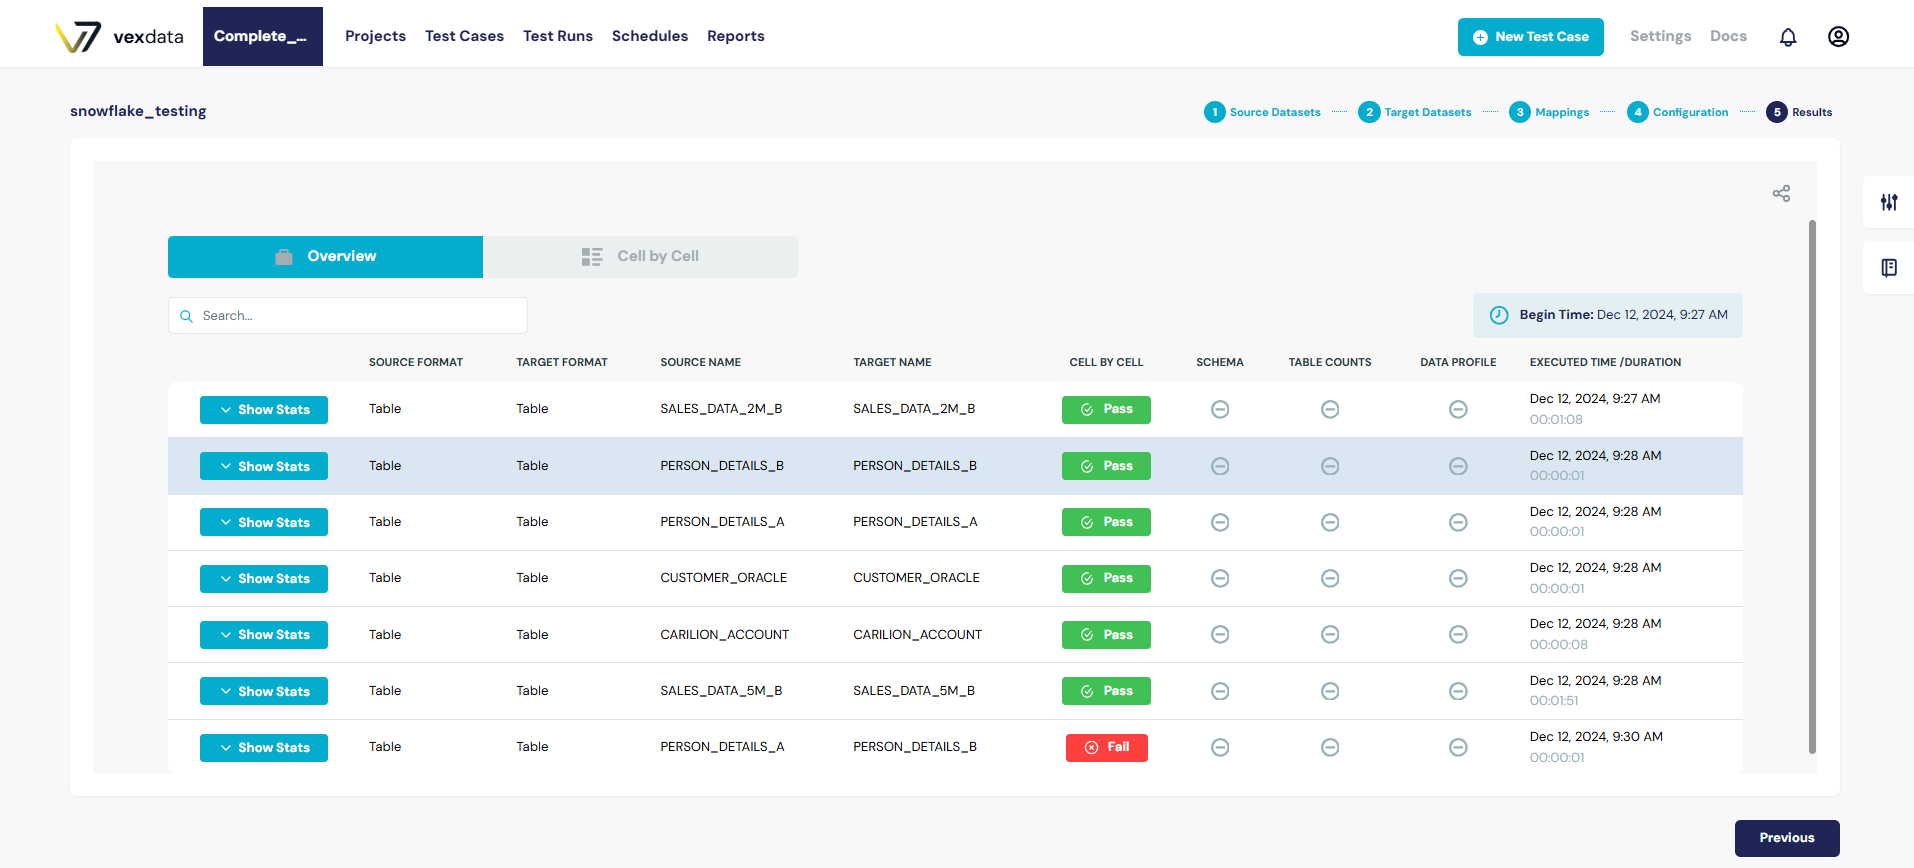 vexdata
Complete_...
Projects
Test Cases
Test Runs
Schedules
Reports
New Test Case
Settings
Docs
snowflake_testing
1 Source Datasets
2 Target Datasets
3 Mappings
4 Configuration
5 Results
Overview
Cell by Cell
Search...
Begin Time: Dec 12, 2024, 9:27 AM
SOURCE FORMAT TARGET FORMAT SOURCE NAME TARGET NAME CELL BY CELL SCHEMA TABLE COUNTS DATA PROFILE EXECUTED TIME /DURATION
Show Stats Table Table SALES_DATA_2M_B SALES_DATA_2M_B Pass Dec 12, 2024, 9:27 AM
00:01:08
Show Stats Table Table PERSON_DETAILS_B PERSON_DETAILS_B Pass Dec 12, 2024, 9:28 AM
00:00:01
Show Stats Table Table PERSON_DETAILS_A PERSON_DETAILS_A Pass Dec 12, 2024, 9:28 AM
00:00:01
Show Stats Table Table CUSTOMER_ORACLE CUSTOMER_ORACLE Pass Dec 12, 2024, 9:28 AM
00:00:01
Show Stats Table Table CARILION_ACCOUNT CARILION_ACCOUNT Pass Dec 12, 2024, 9:28 AM
00:00:08
Show Stats Table Table SALES_DATA_5M_B SALES_DATA_5M_B Pass Dec 12, 2024, 9:28 AM
00:01:51
Show Stats Table Table PERSON_DETAILS_A PERSON_DETAILS_B Fail Dec 12, 2024, 9:30 AM
00:00:01
Previous